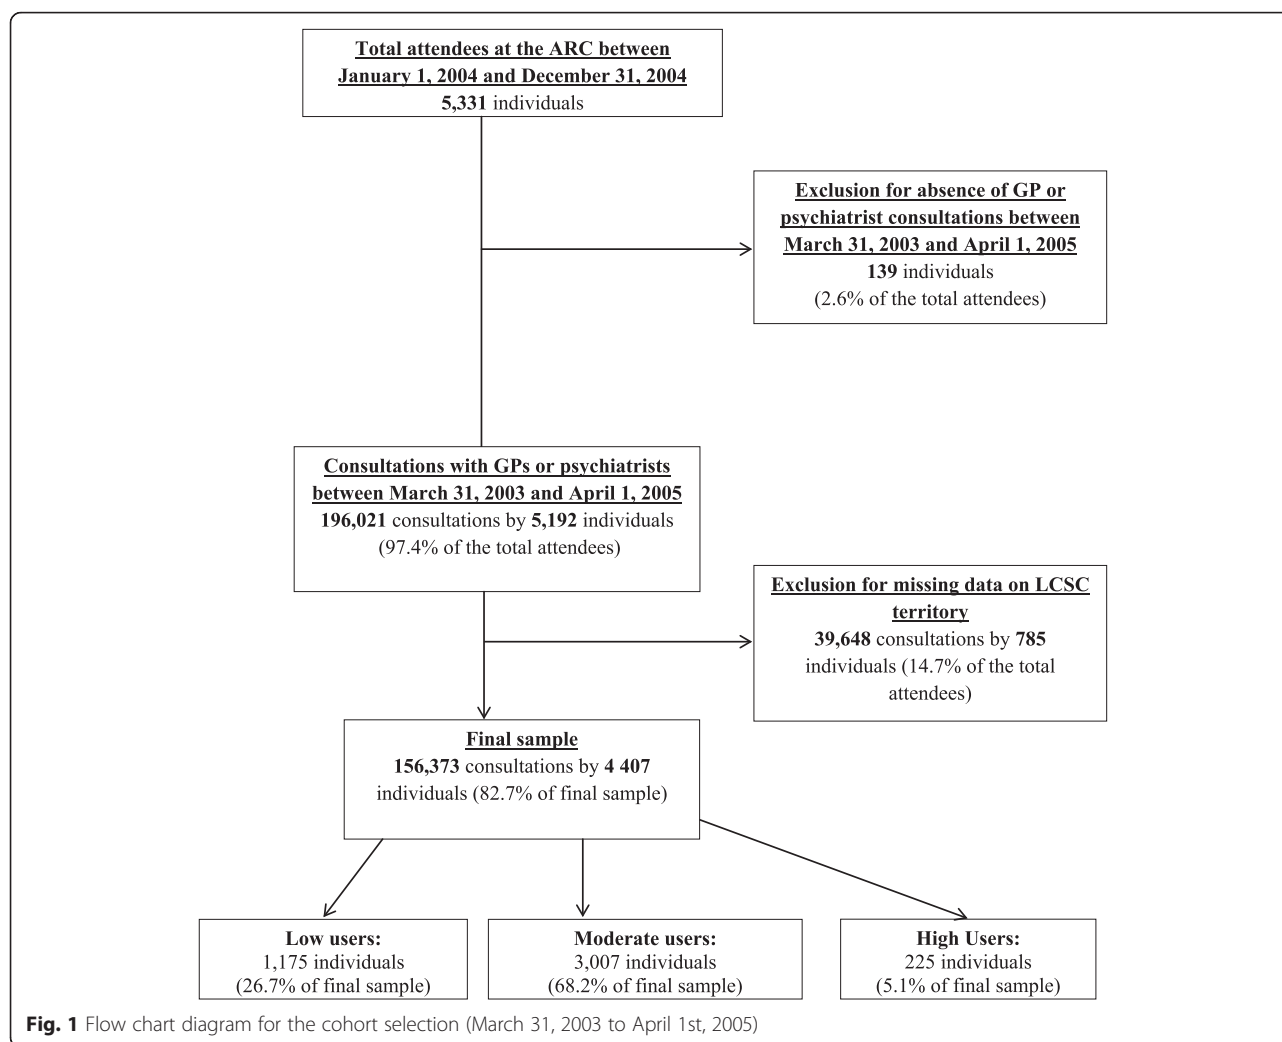 Total attendees at the ARC between
January 1, 2004 and December 31, 2004
5,331 individuals
Exclusion for absence of GP or
psychiatrist consultations between
March 31, 2003 and April 1, 2005
139 individuals
(2.6% of the total attendees)
Consultations with GPs or psychiatrists
between March 31, 2003 and April 1, 2005
196,021 consultations by 5,192 individuals
(97.4% of the total attendees)
Exclusion for missing data on LCSC
territory
39,648 consultations by 785
individuals (14.7% of the total
attendees)
Final sample
156,373 consultations by 4 407
individuals (82.7% of final sample)
Low users:
1,175 individuals
(26.7% of final sample)
Moderate users:
3,007 individuals
(68.2% of final sample)
High Users:
225 individuals
(5.1% of final sample)
Fig. 1 Flow chart diagram for the cohort selection (March 31, 2003 to April 1st, 2005)